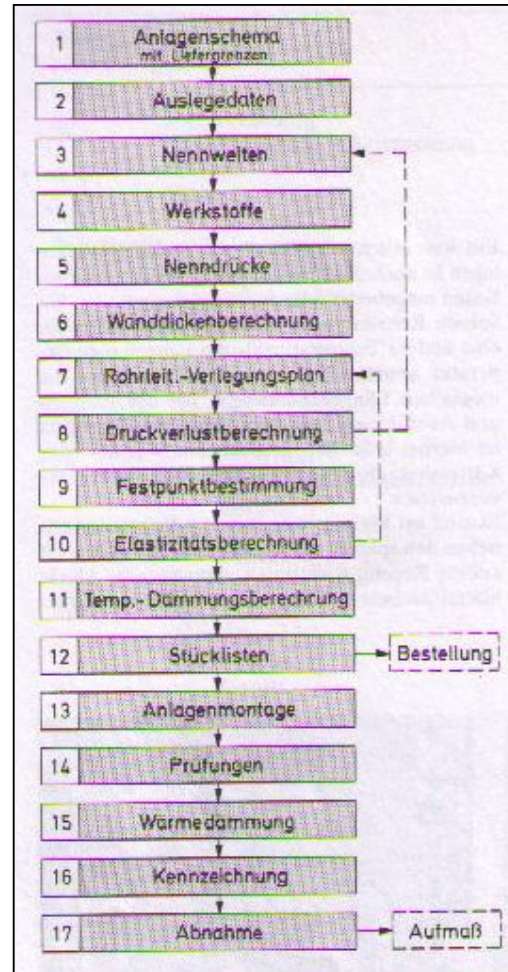 1 Anlagenschema
mit Liefergrenzen
2 Auslegedaten
3 Nennweiten
4 Werkstoffe
5 Nenndrücke
6 Wanddickenberechnung
7 Rohrleit.-Verlegungsplan
8 Druckverlustberechnung
9 Festpunktbestimmung
10 Elastizitätsberechnung
11 Temp.-Dämmungsberechnung
12 Stücklisten
Bestellung
13 Anlagenmontage
14 Prüfungen
15 Wärmedämmung
16 Kennzeichnung
17 Abnahme
Aufmaß